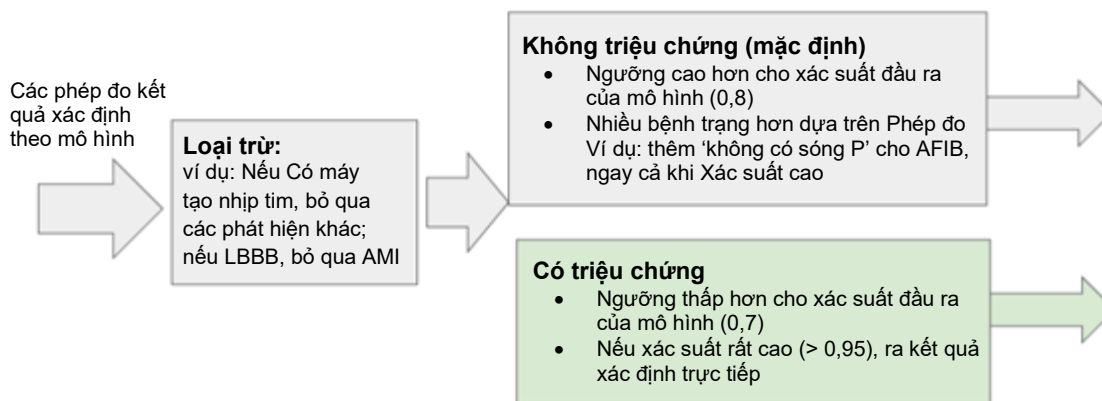 Các phép đo kết
quả xác định
theo mô hình
Loại trừ:
ví dụ: Nếu Có máy
tạo nhịp tim, bỏ qua
các phát hiện khác;
nếu LBBB, bỏ qua AMI
Không triệu chứng (mặc định)
• Ngưỡng cao hơn cho xác suất đầu ra
của mô hình (0,8)
• Nhiều bệnh trạng hơn dựa trên Phép đo
Ví dụ: thêm ‘không có sóng P’ cho AFIB,
ngay cả khi Xác suất cao
Có triệu chứng
• Ngưỡng thấp hơn cho xác suất đầu ra
của mô hình (0,7)
• Nếu xác suất rất cao (> 0,95), ra kết quả
xác định trực tiếp